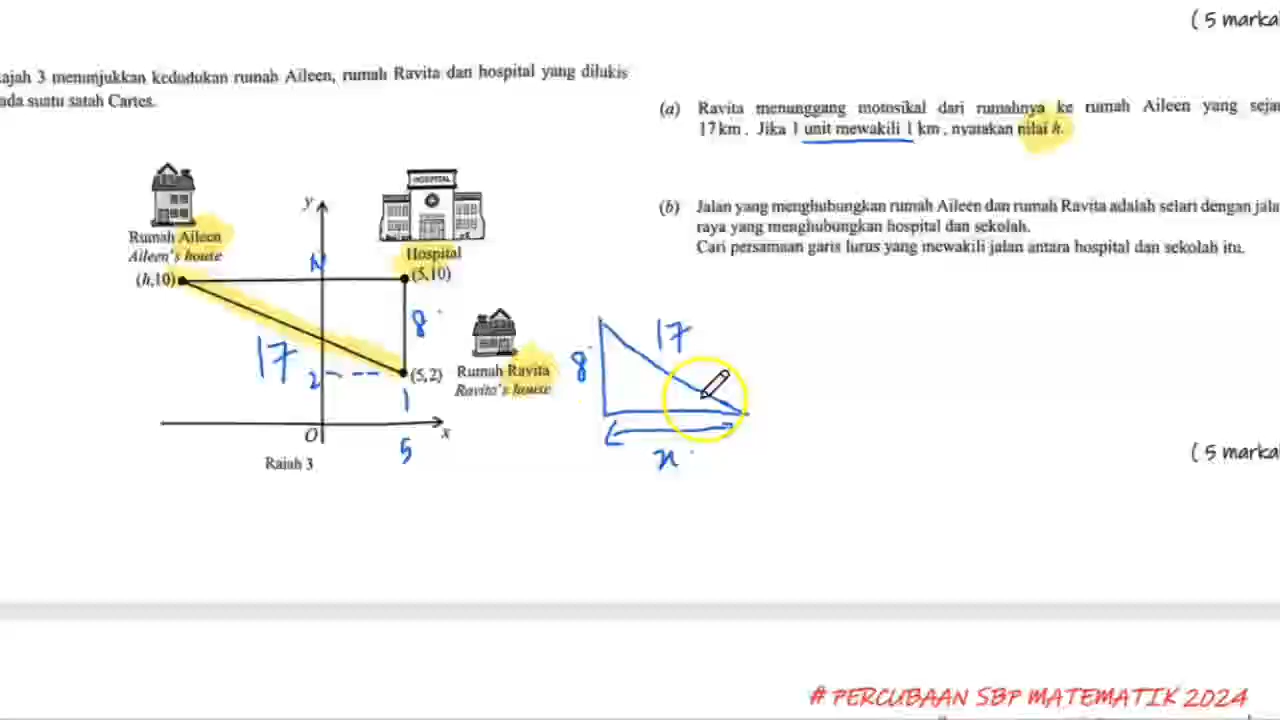 ( 5 marka
ajah 3 menunjukkan kedudukan rumah Aileen, rumah Ravita dan hospital yang dilukis
ada suatu satah Cartes.
(a) Ravita menunggang motosikal dari rumahnya ke rumah Aileen yang seja
17 km. Jika 1 unit mewakili 1 km, nyatakan nilai h.
(b) Jalan yang menghubungkan rumah Aileen dan rumah Ravita adalah selari dengan jala
raya yang menghubungkan hospital dan sekolah.
Cari persamaan garis lurus yang mewakili jalan antara hospital dan sekolah itu.
HOSPITAL
y
Rumah Aileen
Aileen's house
(h,10)
Hospital
(5,10)
8
17
2
(5,2)
Rumah Ravita
Ravita's house
O
x
5
Rajah 3
8
17
x
( 5 marka
# PERCUBAAN SBP MATEMATIK 2024